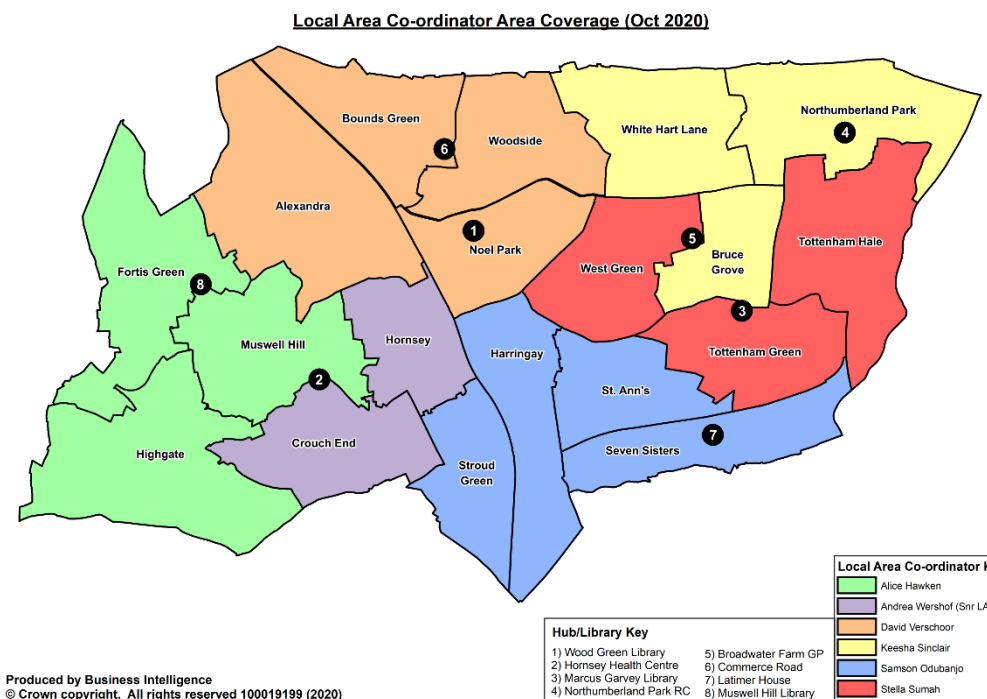 Local Area Co-ordinator Area Coverage (Oct 2020)
Northumberland Park
4
Bounds Green
White Hart Lane
Woodside
6
Alexandra
1
Noel Park
5
Tottenham Hale
Bruce
Grove
West Green
Fortis Green
8
3
Hornsey
Muswell Hill
Harringay
Tottenham Green
2
St. Ann's
7
Crouch End
Seven Sisters
Highgate
Stroud
Green
Local Area Co-ordinator K
Alice Hawken
Andrea Wershof (Snr LA
David Verschoor
Keesha Sinclair
Samson Odubanjo
Stella Sumah
Hub/Library Key
1) Wood Green Library
2) Hornsey Health Centre
3) Marcus Garvey Library
4) Northumberland Park RC
5) Broadwater Farm GP
6) Commerce Road
7) Latimer House
8) Muswell Hill Library
Produced by Business Intelligence
© Crown copyright. All rights reserved 100019199 (2020)